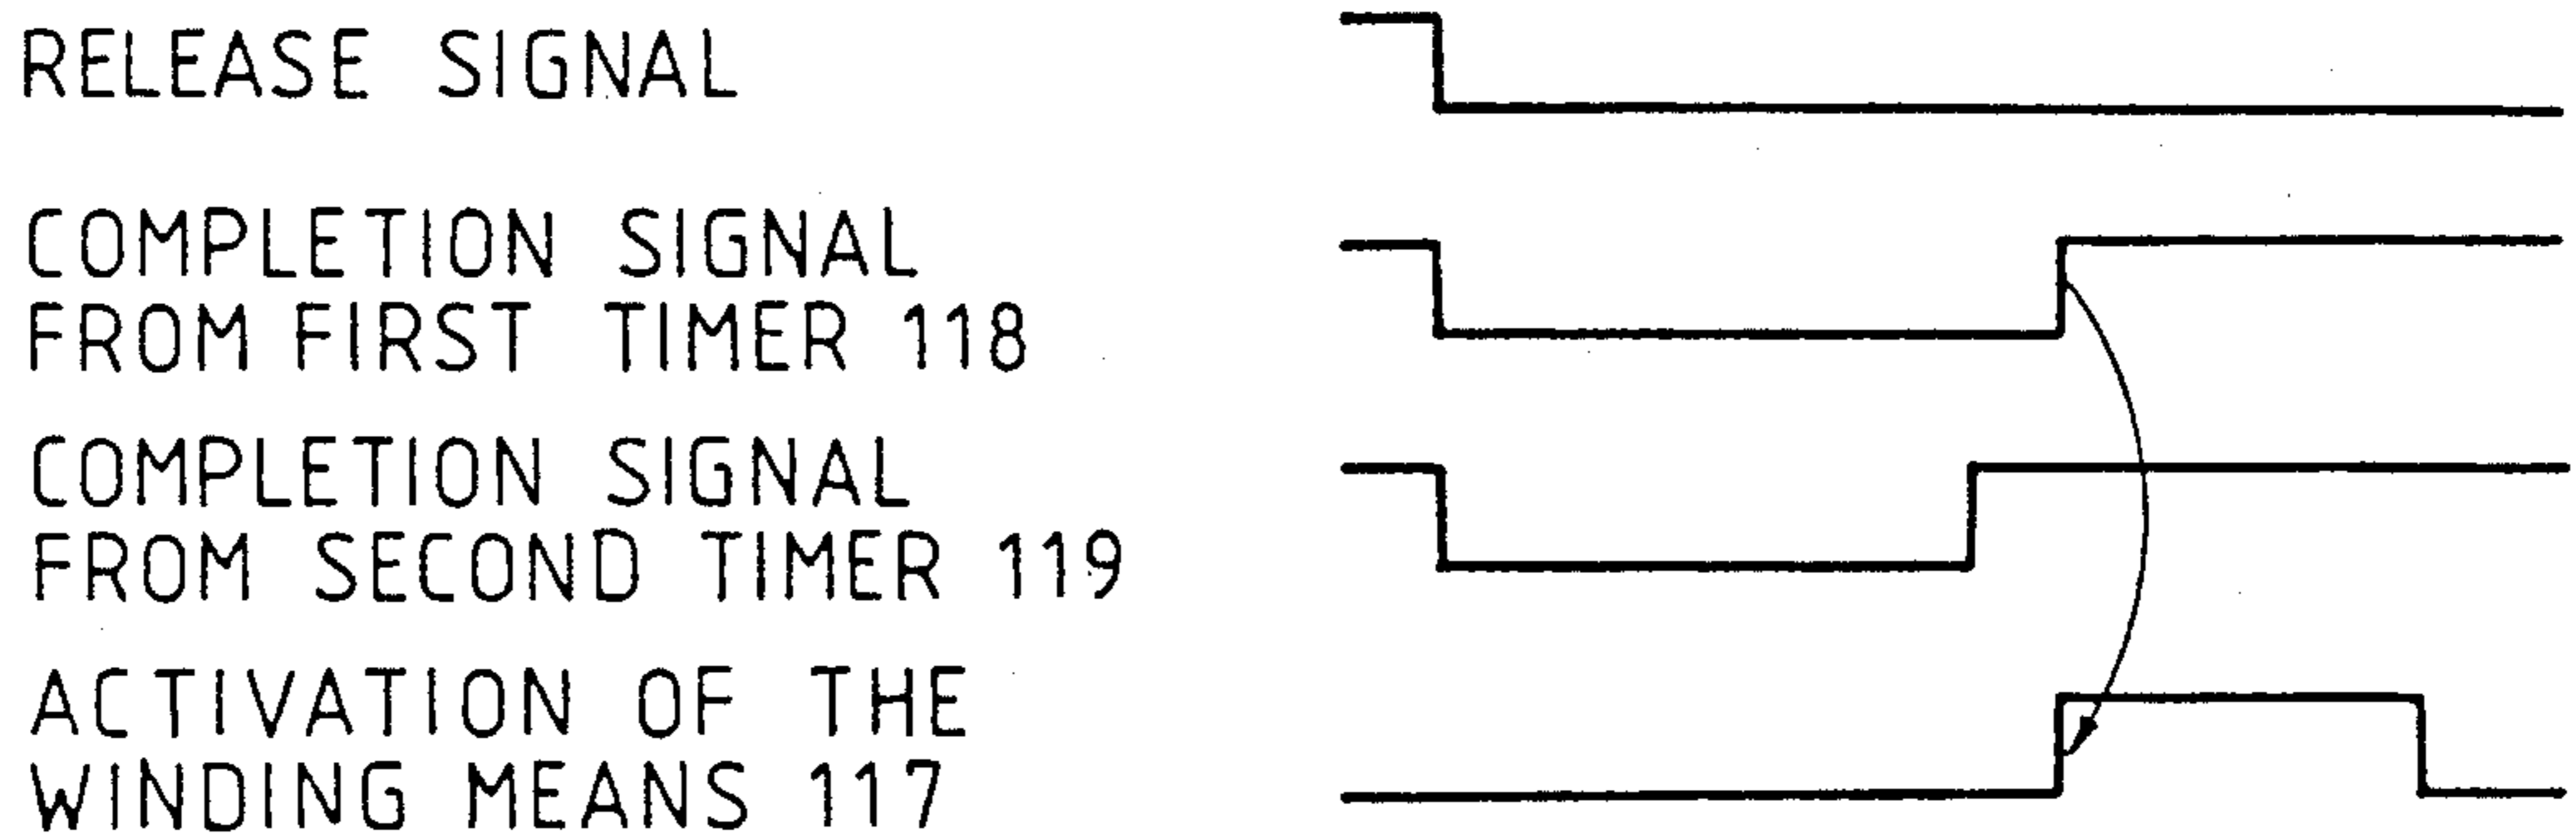 RELEASE SIGNAL
COMPLETION SIGNAL
FROM FIRST TIMER 118
COMPLETION SIGNAL
FROM SECOND TIMER 119
ACTIVATION OF THE
WINDING MEANS 117